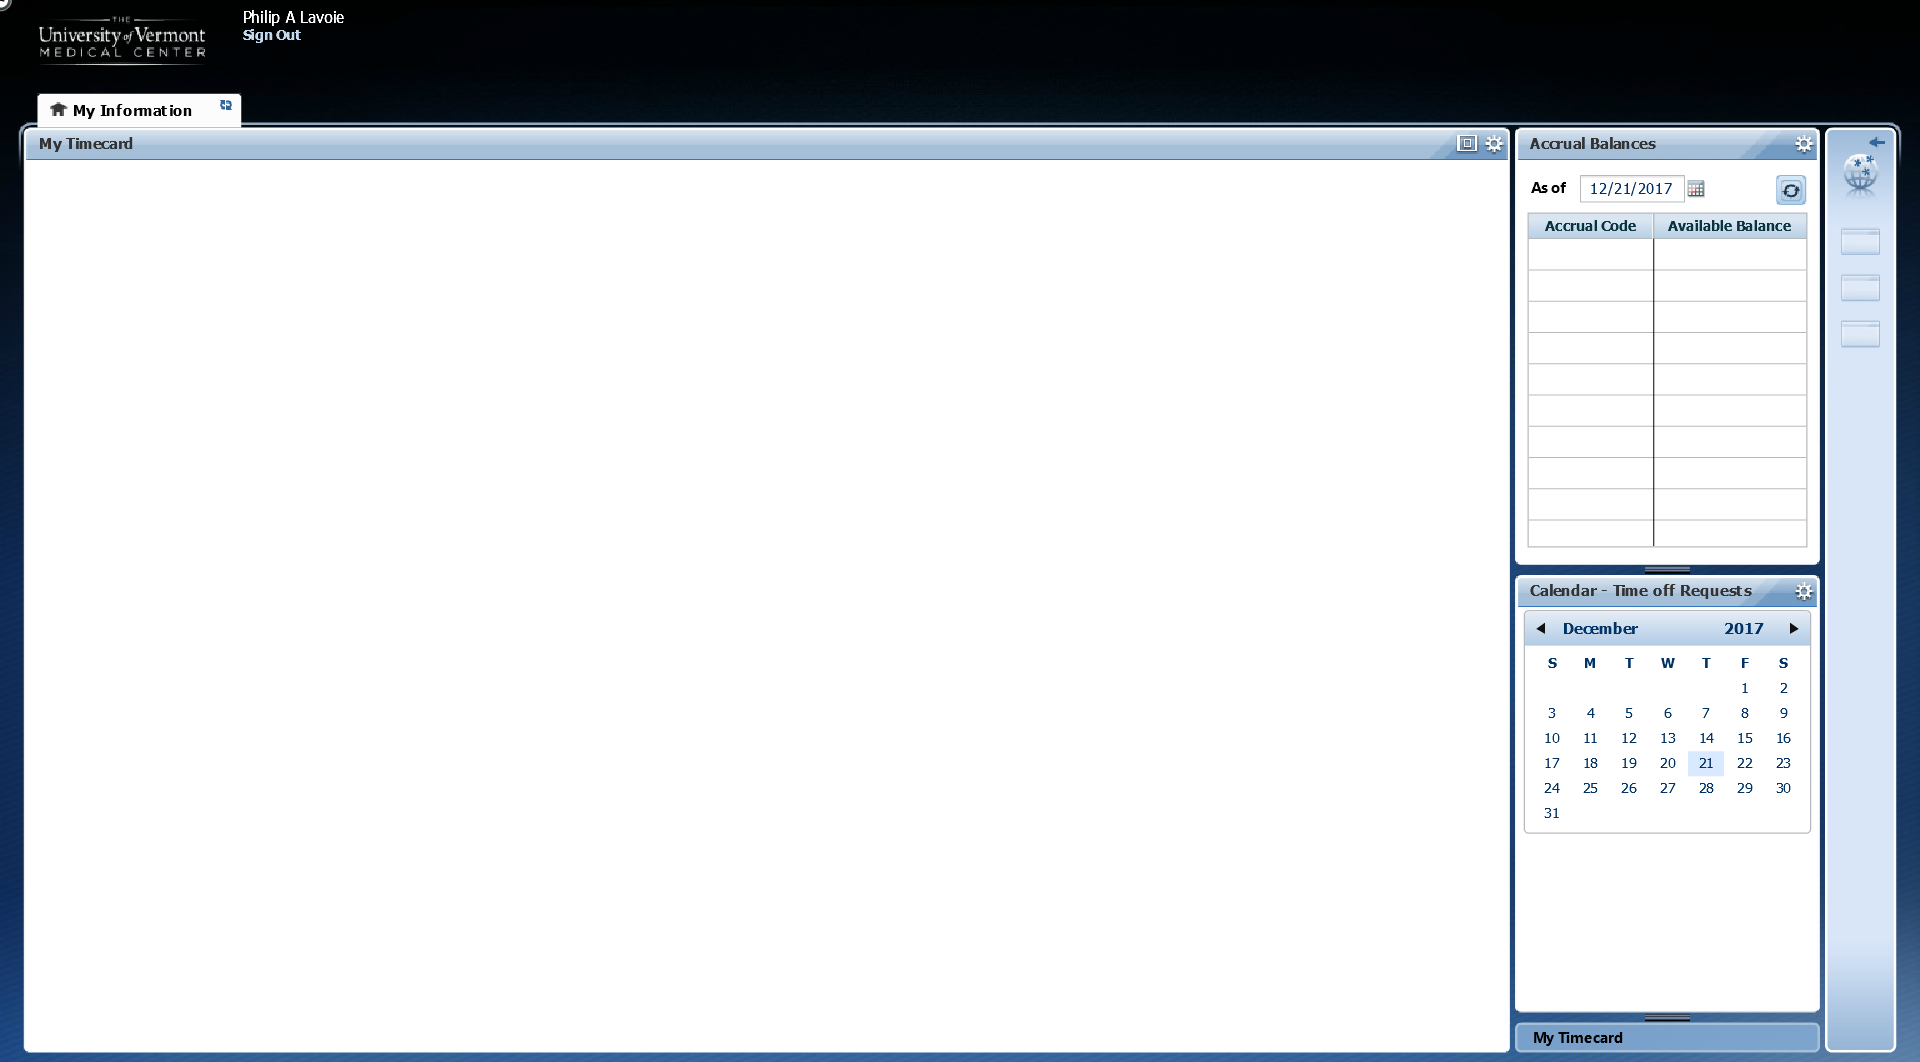 THE
University of Vermont
MEDICAL CENTER
Philip A Lavoie
Sign Out
My Information
My Timecard
Accrual Balances
As of 12/21/2017
Accrual Code Available Balance
Calendar - Time off Requests
December 2017
S M T W T F S
1 2
3 4 5 6 7 8 9
10 11 12 13 14 15 16
17 18 19 20 21 22 23
24 25 26 27 28 29 30
31
My Timecard